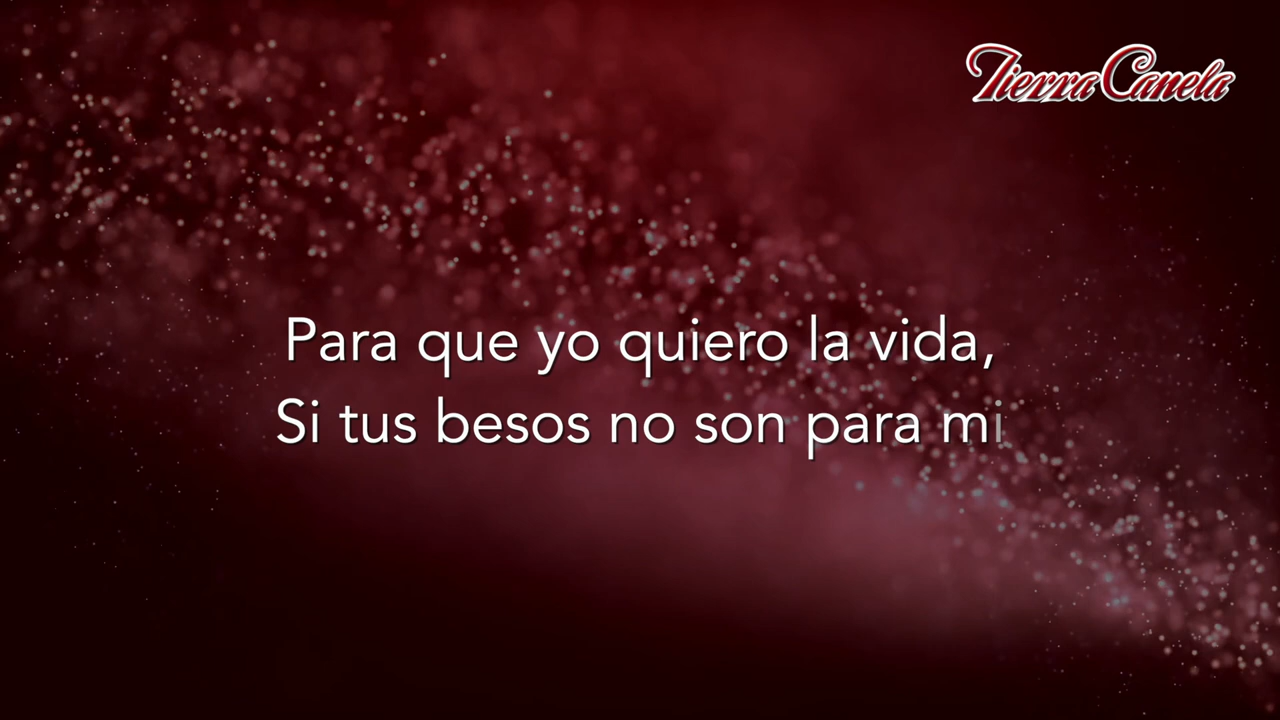 Tierra Canela
Para que yo quiero la vida,
Si tus besos no son para mi